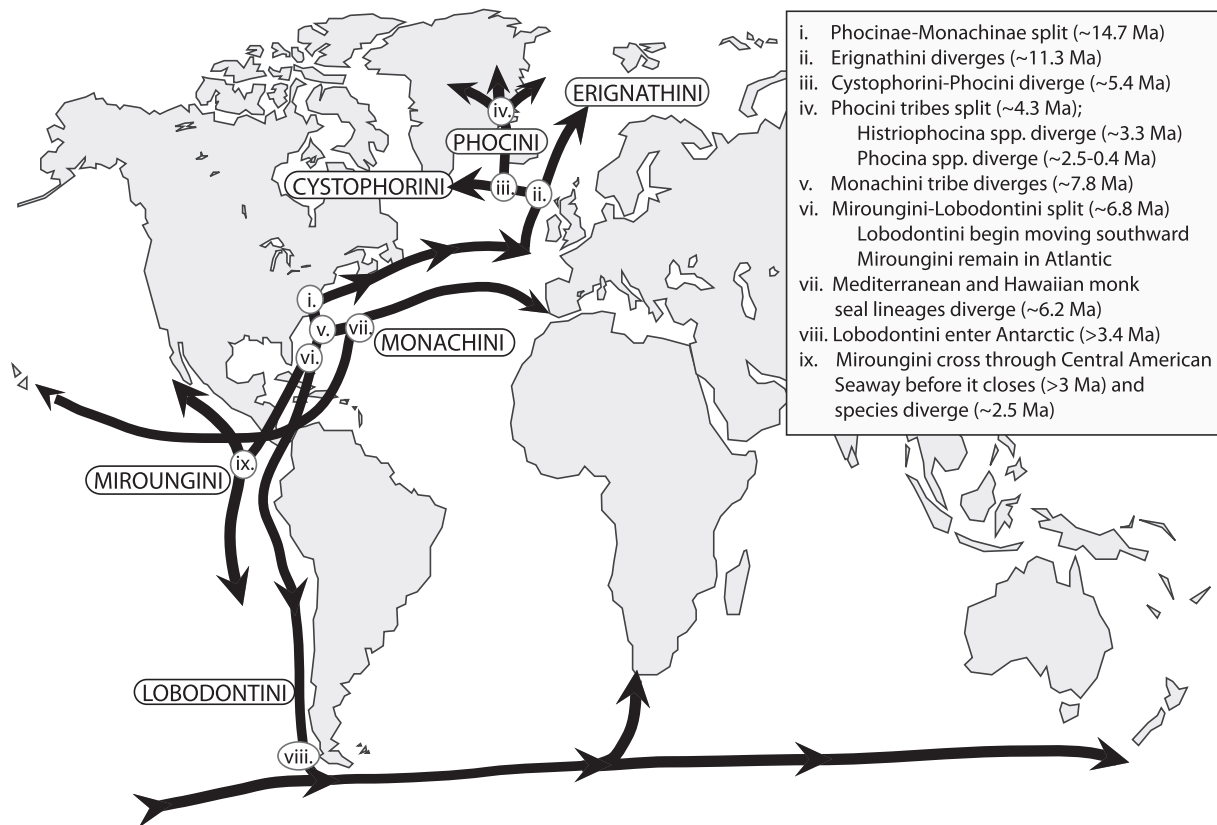 i. Phocinae-Monachinae split (~14.7 Ma)
ii. Erignathini diverges (~11.3 Ma)
iii. Cystophorini-Phocini diverge (~5.4 Ma)
iv. Phocini tribes split (~4.3 Ma);
Histriophocina spp. diverge (~3.3 Ma)
Phocina spp. diverge (~2.5-0.4 Ma)
v. Monachini tribe diverges (~7.8 Ma)
vi. Miroungini-Lobodontini split (~6.8 Ma)
Lobodontini begin moving southward
Miroungini remain in Atlantic
vii. Mediterranean and Hawaiian monk
seal lineages diverge (~6.2 Ma)
viii. Lobodontini enter Antarctic (>3.4 Ma)
ix. Miroungini cross through Central American
Seaway before it closes (>3 Ma) and
species diverge (~2.5 Ma)
ERIGNATHINI
iv.
PHOCINI
CYSTOPHORINI
iii.
ii.
i.
v.
vii.
MONACHINI
vi.
ix.
MIROUNGINI
LOBODONTINI
viii.